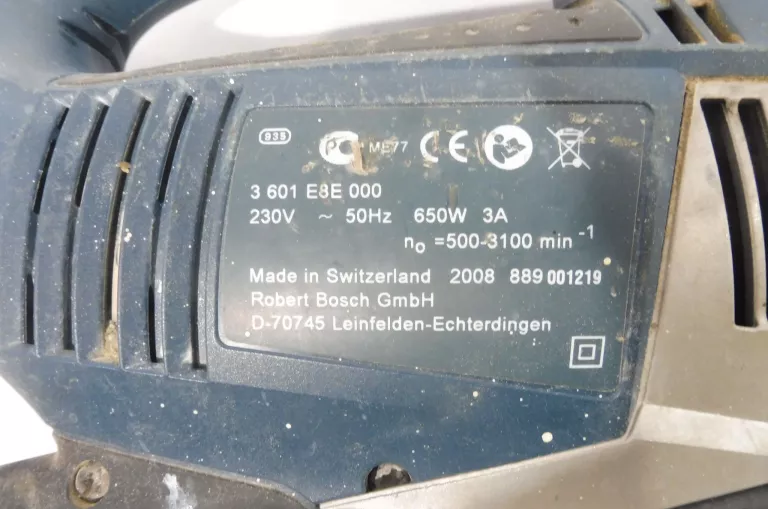 935
PC ME77 CE
3 601 E8E 000
230V ~ 50Hz 650W 3A
n₀ =500-3100 min⁻¹
Made in Switzerland 2008 889 001219
Robert Bosch GmbH
D-70745 Leinfelden-Echterdingen